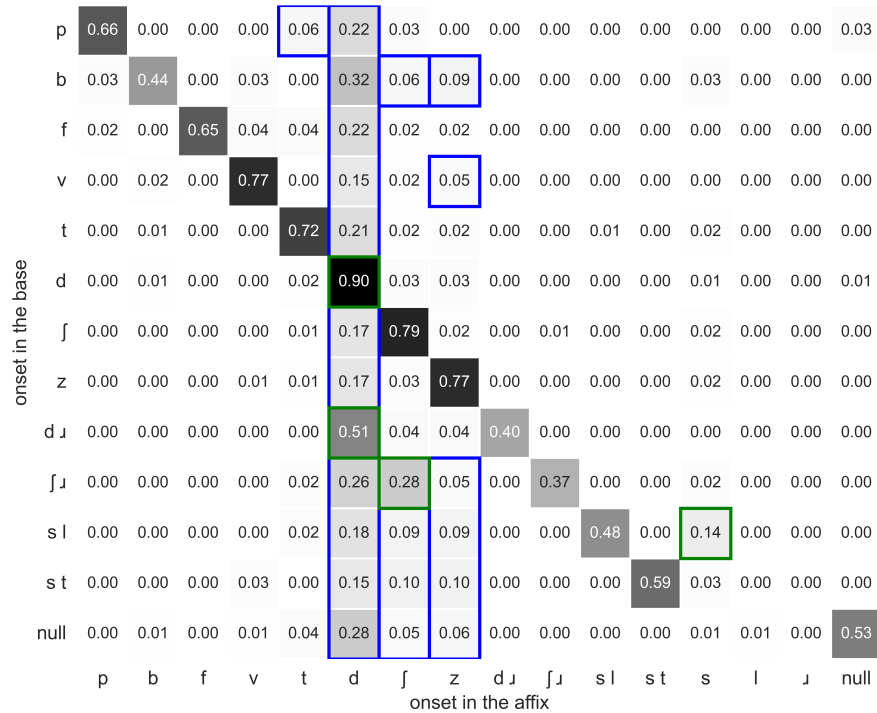 p 0.66 0.00 0.00 0.00 0.06 0.22 0.03 0.00 0.00 0.00 0.00 0.00 0.00 0.00 0.00 0.03
b 0.03 0.44 0.00 0.03 0.00 0.32 0.06 0.09 0.00 0.00 0.00 0.00 0.03 0.00 0.00 0.00
f 0.02 0.00 0.65 0.04 0.04 0.22 0.02 0.02 0.00 0.00 0.00 0.00 0.00 0.00 0.00 0.00
v 0.00 0.02 0.00 0.77 0.00 0.15 0.02 0.05 0.00 0.00 0.00 0.00 0.00 0.00 0.00 0.00
t 0.00 0.01 0.00 0.00 0.72 0.21 0.02 0.02 0.00 0.00 0.01 0.00 0.02 0.00 0.00 0.00
d 0.00 0.01 0.00 0.00 0.02 0.90 0.03 0.03 0.00 0.00 0.00 0.00 0.01 0.00 0.00 0.01
ʃ 0.00 0.00 0.00 0.00 0.01 0.17 0.79 0.02 0.00 0.01 0.00 0.00 0.02 0.00 0.00 0.00
z 0.00 0.00 0.00 0.01 0.01 0.17 0.03 0.77 0.00 0.00 0.00 0.00 0.02 0.00 0.00 0.00
d ɹ 0.00 0.00 0.00 0.00 0.00 0.51 0.04 0.04 0.40 0.00 0.00 0.00 0.00 0.00 0.00 0.00
ʃ ɹ 0.00 0.00 0.00 0.00 0.02 0.26 0.28 0.05 0.00 0.37 0.00 0.00 0.02 0.00 0.00 0.00
s l 0.00 0.00 0.00 0.00 0.02 0.18 0.09 0.09 0.00 0.00 0.48 0.00 0.14 0.00 0.00 0.00
s t 0.00 0.00 0.00 0.03 0.00 0.15 0.10 0.10 0.00 0.00 0.00 0.59 0.03 0.00 0.00 0.00
null 0.00 0.01 0.00 0.01 0.04 0.28 0.05 0.06 0.00 0.00 0.00 0.00 0.01 0.01 0.00 0.53
p b f v t d ʃ z d ɹ ʃ ɹ s l s t s l ɹ null
onset in the affix
onset in the base